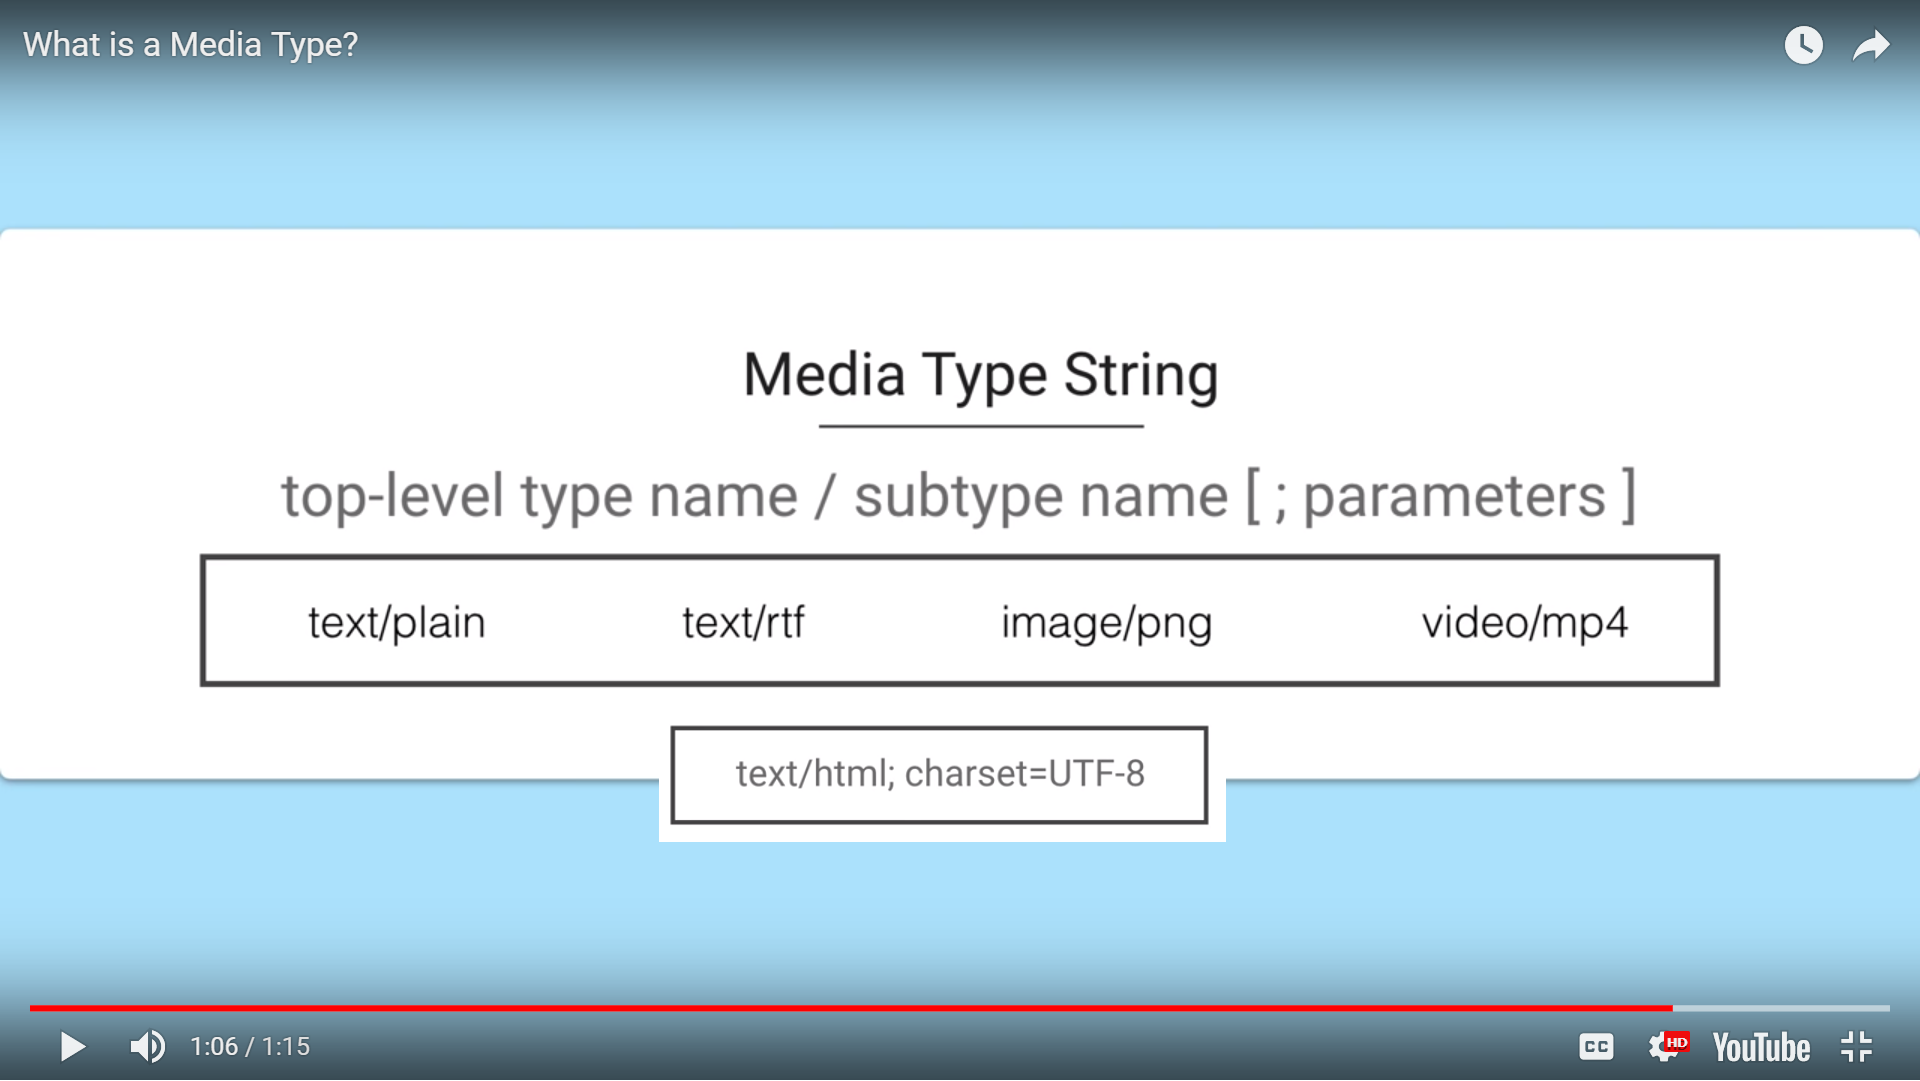 What is a Media Type?
Media Type String
top-level type name / subtype name [ ; parameters ]
text/plain text/rtf image/png video/mp4
text/html; charset=UTF-8
1:06 / 1:15 CC HD YouTube